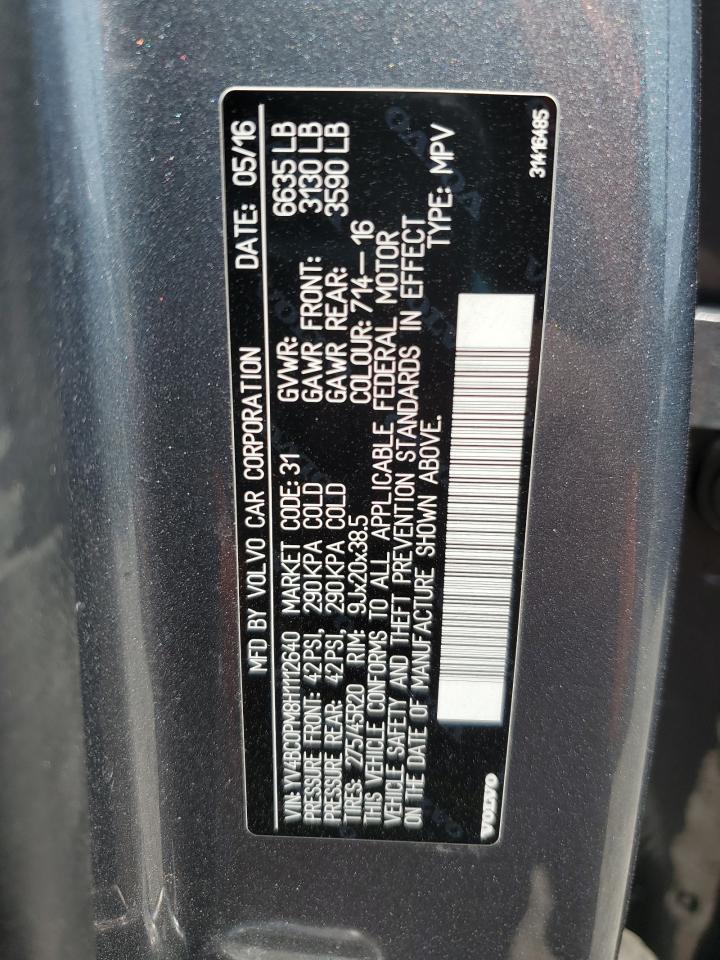 MFD BY VOLVO CAR CORPORATION DATE: 05/16
VIN: YV4BC0PM8H1112640 MARKET CODE: 31 GVWR: 6635 LB
PRESSURE FRONT: 42PSI, 290KPA COLD GAWR FRONT: 3130 LB
PRESSURE REAR: 42PSI, 290KPA COLD GAWR REAR: 3590 LB
TIRES: 275/45R20 RIM: 9Jx20x38.5 COLOUR: 714-16
THIS VEHICLE CONFORMS TO ALL APPLICABLE FEDERAL MOTOR
VEHICLE SAFETY AND THEFT PREVENTION STANDARDS IN EFFECT
ON THE DATE OF MANUFACTURE SHOWN ABOVE. TYPE: MPV
VOLVO 31416485